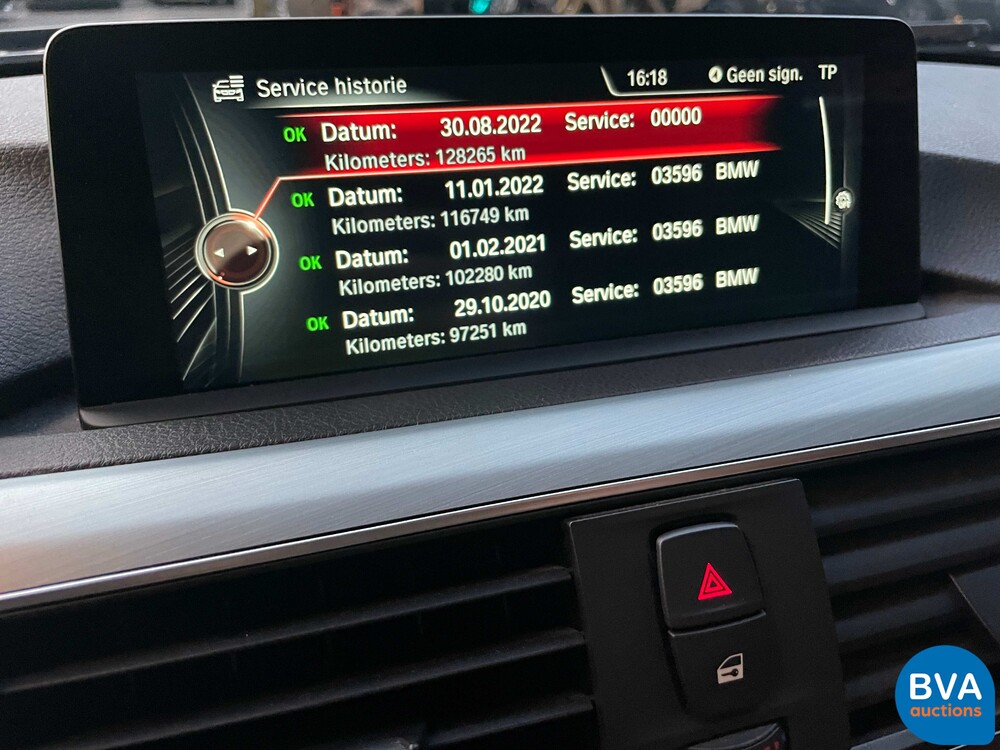 Service historie 16:18 Geen sign. TP
OK Datum: 30.08.2022 Service: 00000
Kilometers: 128265 km
OK Datum: 11.01.2022 Service: 03596 BMW
Kilometers: 116749 km
OK Datum: 01.02.2021 Service: 03596 BMW
Kilometers: 102280 km
OK Datum: 29.10.2020 Service: 03596 BMW
Kilometers: 97251 km
BVA
auctions